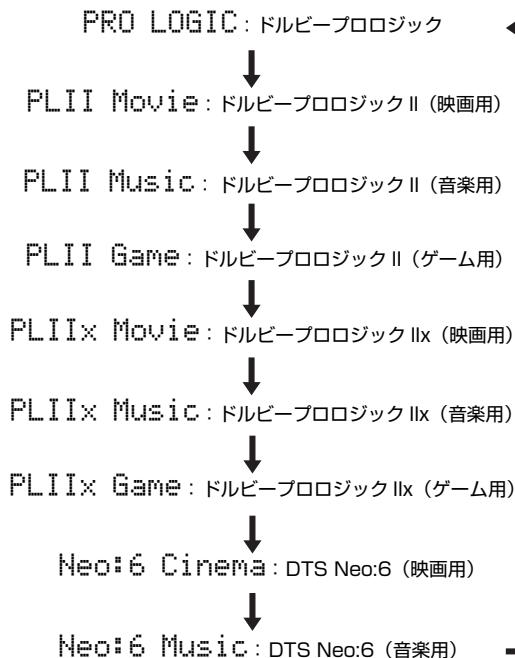 PRO LOGIC：ドルビープロロジック
PLII Movie：ドルビープロロジック II（映画用）
PLII Music：ドルビープロロジック II（音楽用）
PLII Game：ドルビープロロジック II（ゲーム用）
PLIIx Movie：ドルビープロロジック IIx（映画用）
PLIIx Music：ドルビープロロジック IIx（音楽用）
PLIIx Game：ドルビープロロジック IIx（ゲーム用）
Neo:6 Cinema：DTS Neo:6（映画用）
Neo:6 Music：DTS Neo:6（音楽用）